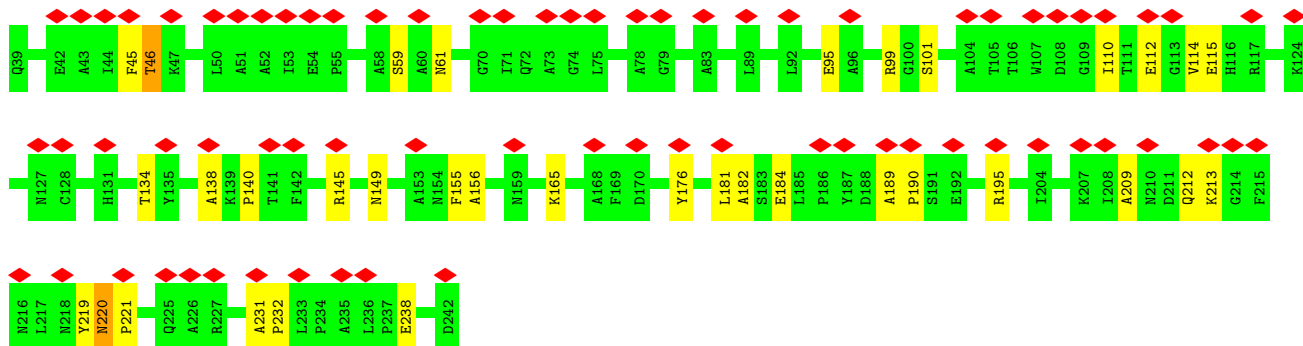 Q39 E42 A43 I44 F45 T46 K47 L50 A51 A52 I53 E54 P55 A58 S59 A60 N61 G70 I71 Q72 A73 G74 L75 A78 G79 A83 L89 L92 E95 A96 R99 G100 S101 A104 T105 T106 W107 D108 G109 I110 T111 E112 G113 V114 E115 H116 R117 K124
N127 C128 H131 T134 Y135 A138 K139 P140 T141 F142 R145 N149 A153 N154 F155 A156 N159 K165 A168 F169 D170 Y176 L181 A182 S183 E184 L185 P186 Y187 D188 A189 P190 S191 E192 R195 I204 K207 I208 A209 N210 D211 Q212 K213 G214 F215
N216 L217 N218 Y219 N220 P221 Q225 A226 R227 A231 P232 L233 P234 A235 L236 P237 E238 D242